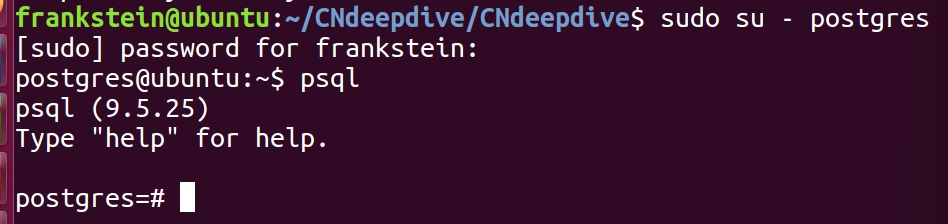 frankstein@ubuntu:~/CNdeepdive/CNdeepdive$ sudo su - postgres
[sudo] password for frankstein:
postgres@ubuntu:~$ psql
psql (9.5.25)
Type "help" for help.
postgres=#